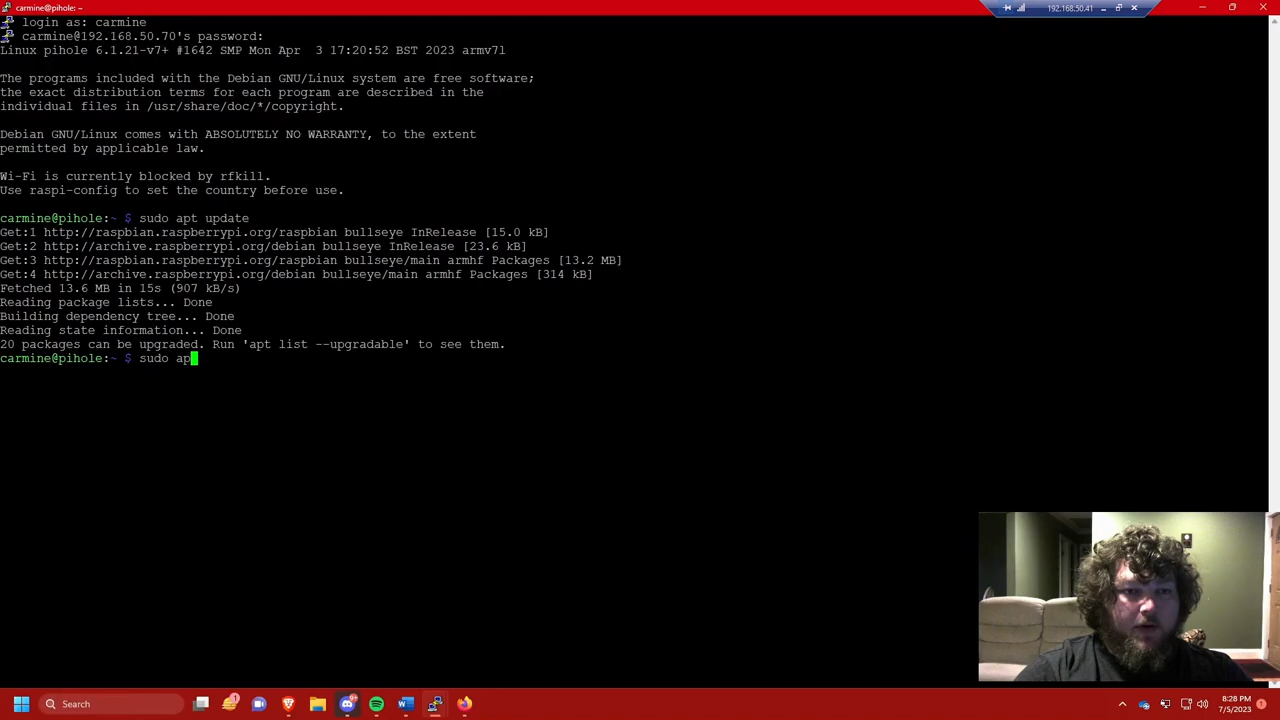 carmine@pihole: ~
192.168.50.41
login as: carmine
carmine@192.168.50.70's password:
Linux pihole 6.1.21-v7+ #1642 SMP Mon Apr  3 17:20:52 BST 2023 armv7l
The programs included with the Debian GNU/Linux system are free software;
the exact distribution terms for each program are described in the
individual files in /usr/share/doc/*/copyright.
Debian GNU/Linux comes with ABSOLUTELY NO WARRANTY, to the extent
permitted by applicable law.
Wi-Fi is currently blocked by rfkill.
Use raspi-config to set the country before use.
carmine@pihole:~ $ sudo apt update
Get:1 http://raspbian.raspberrypi.org/raspbian bullseye InRelease [15.0 kB]
Get:2 http://archive.raspberrypi.org/debian bullseye InRelease [23.6 kB]
Get:3 http://raspbian.raspberrypi.org/raspbian bullseye/main armhf Packages [13.2 MB]
Get:4 http://archive.raspberrypi.org/debian bullseye/main armhf Packages [314 kB]
Fetched 13.6 MB in 15s (907 kB/s)
Reading package lists... Done
Building dependency tree... Done
Reading state information... Done
20 packages can be upgraded. Run 'apt list --upgradable' to see them.
carmine@pihole:~ $ sudo ap
Search
8:28 PM
7/5/2023